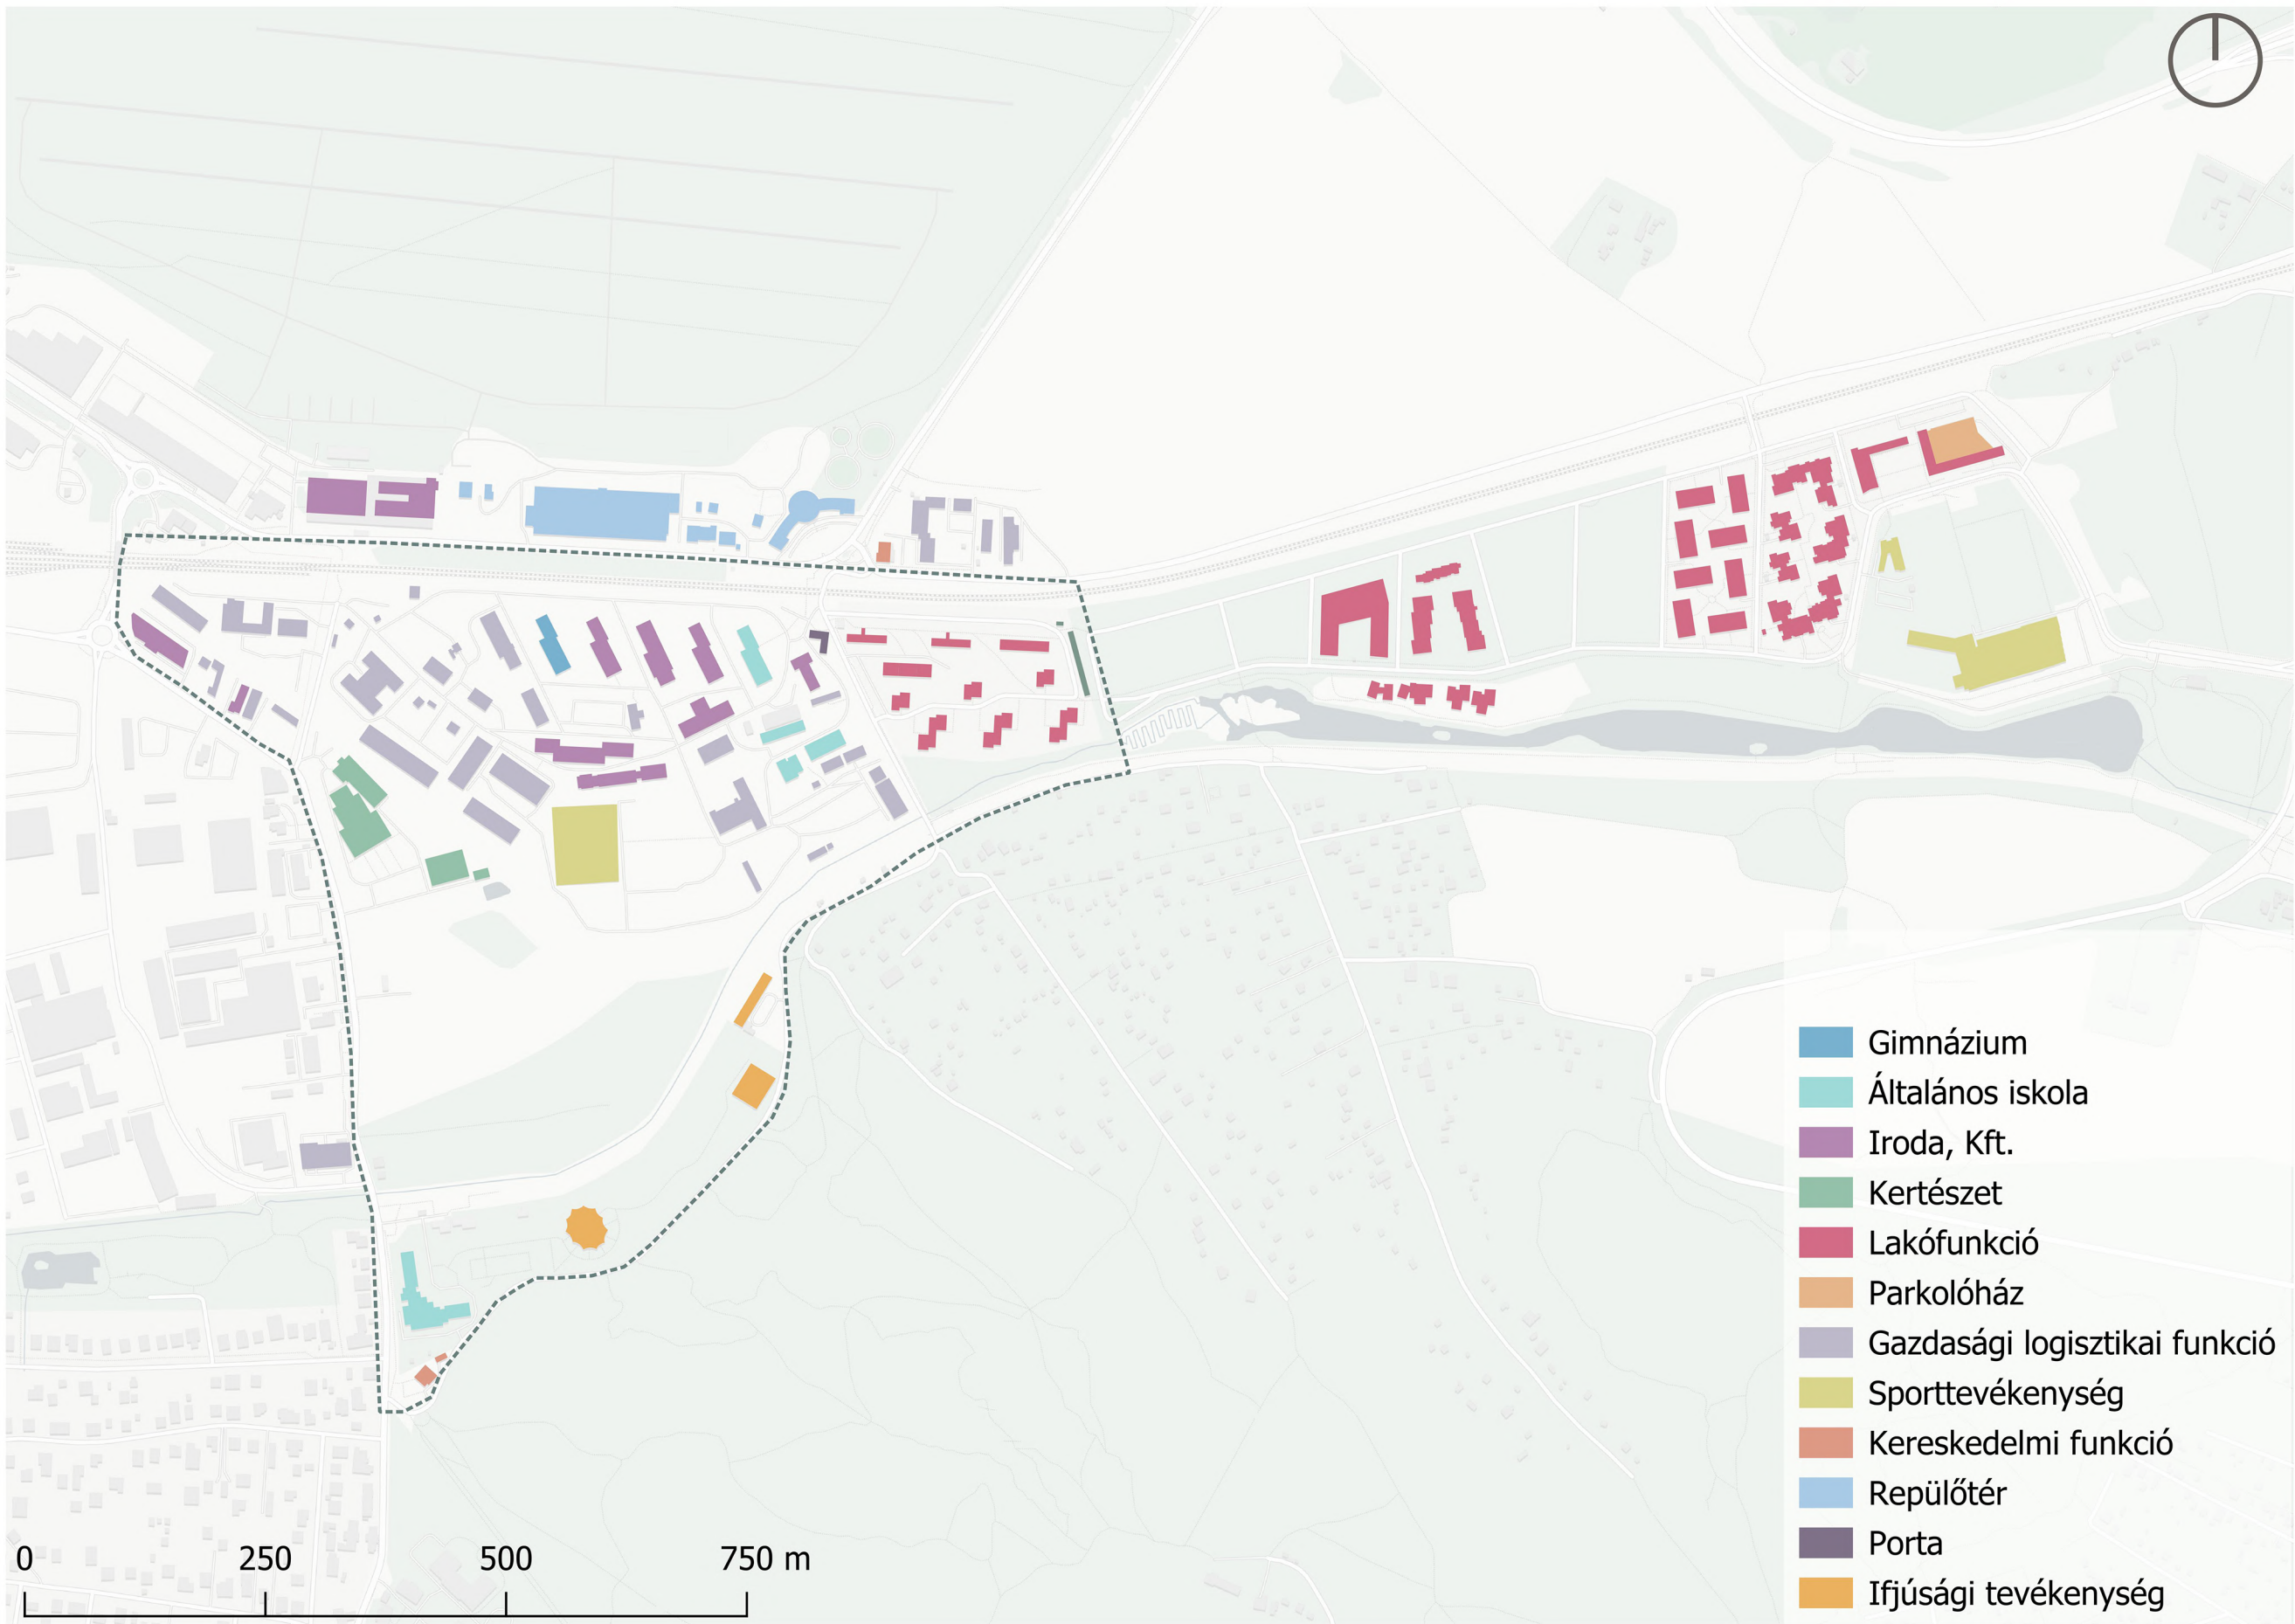 Gimnázium
Általános iskola
Iroda, Kft.
Kertészet
Lakófunkció
Parkolóház
Gazdasági logisztikai funkció
Sporttevékenység
Kereskedelmi funkció
Repülőtér
Porta
Ifjúsági tevékenység
0 250 500 750 m